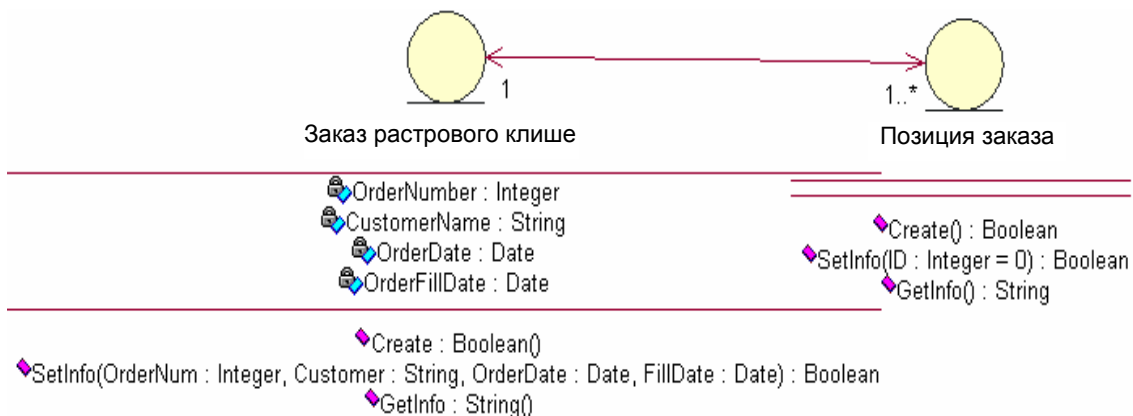 1
1..*
Заказ растрового клише
Позиция заказа
OrderNumber : Integer
CustomerName : String
OrderDate : Date
OrderFillDate : Date
Create() : Boolean
SetInfo(ID : Integer = 0) : Boolean
GetInfo() : String
Create : Boolean()
SetInfo(OrderNum : Integer, Customer : String, OrderDate : Date, FillDate : Date) : Boolean
GetInfo : String()